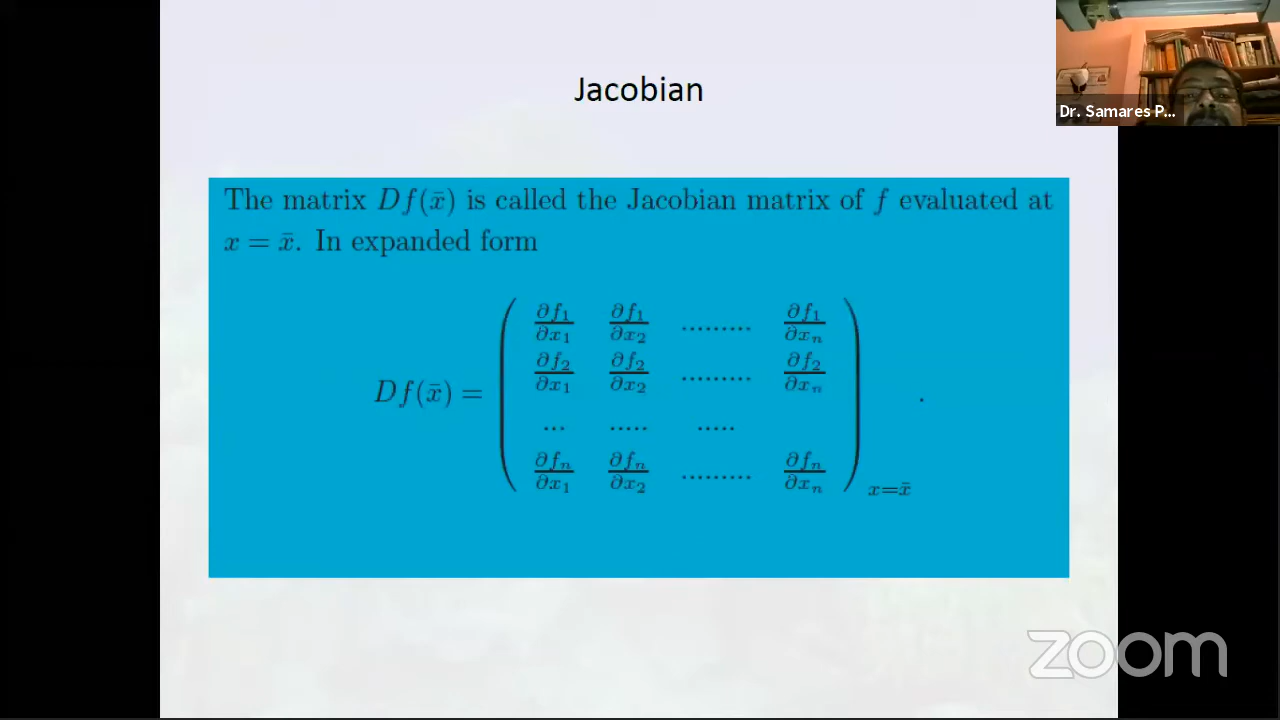 Jacobian
Dr. Samares P...
The matrix Df(x̄) is called the Jacobian matrix of f evaluated at
x = x̄. In expanded form
Df(x̄) = ( ∂f₁/∂x₁ ∂f₁/∂x₂ ......... ∂f₁/∂xₙ
∂f₂/∂x₁ ∂f₂/∂x₂ ......... ∂f₂/∂xₙ
... ..... .....
∂fₙ/∂x₁ ∂fₙ/∂x₂ ......... ∂fₙ/∂xₙ ) x=x̄ .
zoom